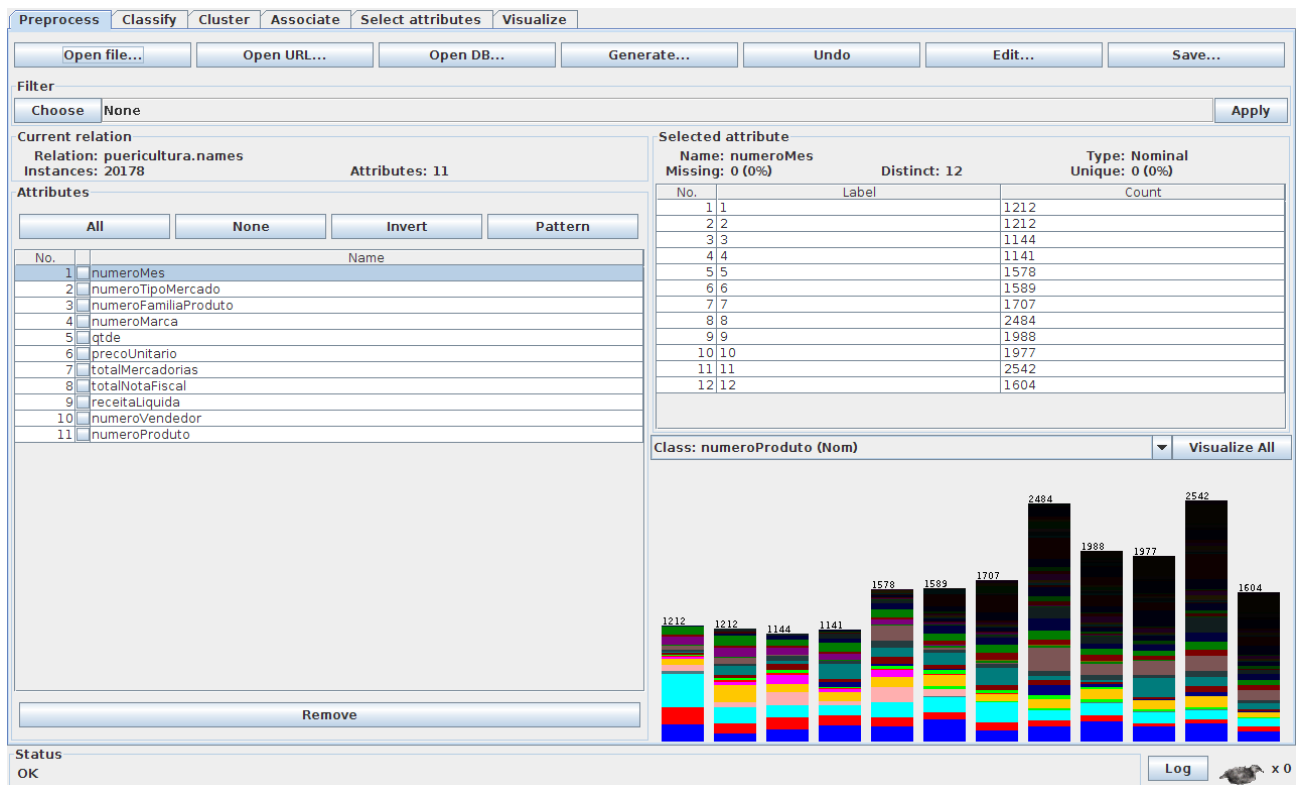 Preprocess Classify Cluster Associate Select attributes Visualize
Open file... Open URL... Open DB... Generate... Undo Edit... Save...
Filter
Choose None Apply
Current relation
Relation: puericultura.names
Instances: 20178 Attributes: 11
Attributes
All None Invert Pattern
No. Name
1 numeroMes
2 numeroTipoMercado
3 numeroFamiliaProduto
4 numeroMarca
5 qtde
6 precoUnitario
7 totalMercadorias
8 totalNotaFiscal
9 receitaLiquida
10 numeroVendedor
11 numeroProduto
Remove
Selected attribute
Name: numeroMes Type: Nominal
Missing: 0 (0%) Distinct: 12 Unique: 0 (0%)
No. Label Count
1 1 1212
2 2 1212
3 3 1144
4 4 1141
5 5 1578
6 6 1589
7 7 1707
8 8 2484
9 9 1988
10 10 1977
11 11 2542
12 12 1604
Class: numeroProduto (Nom) Visualize All
1212 1212 1144 1141 1578 1589 1707 2484 1988 1977 2542 1604
Status
OK Log x 0